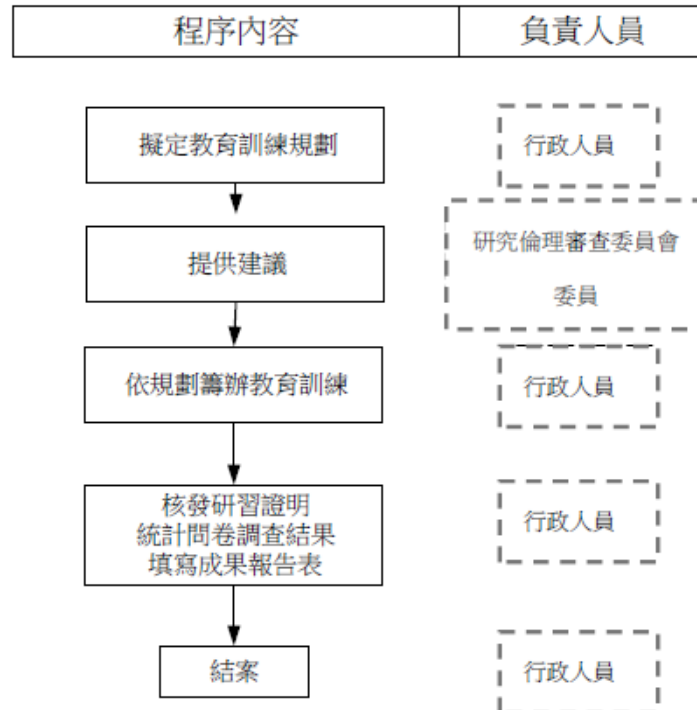 程序內容 負責人員
擬定教育訓練規劃 行政人員
提供建議 研究倫理審查委員會
委員
依規劃籌辦教育訓練 行政人員
核發研習證明
統計問卷調查結果 行政人員
填寫成果報告表
結案 行政人員